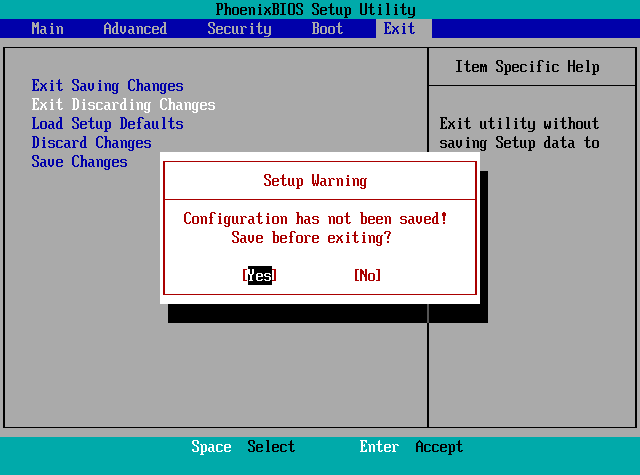 PhoenixBIOS Setup Utility
Main Advanced Security Boot Exit
Item Specific Help
Exit Saving Changes
Exit Discarding Changes
Load Setup Defaults
Discard Changes
Save Changes
Exit utility without
saving Setup data to
Setup Warning
Configuration has not been saved!
Save before exiting?
[Yes] [No]
Space Select Enter Accept